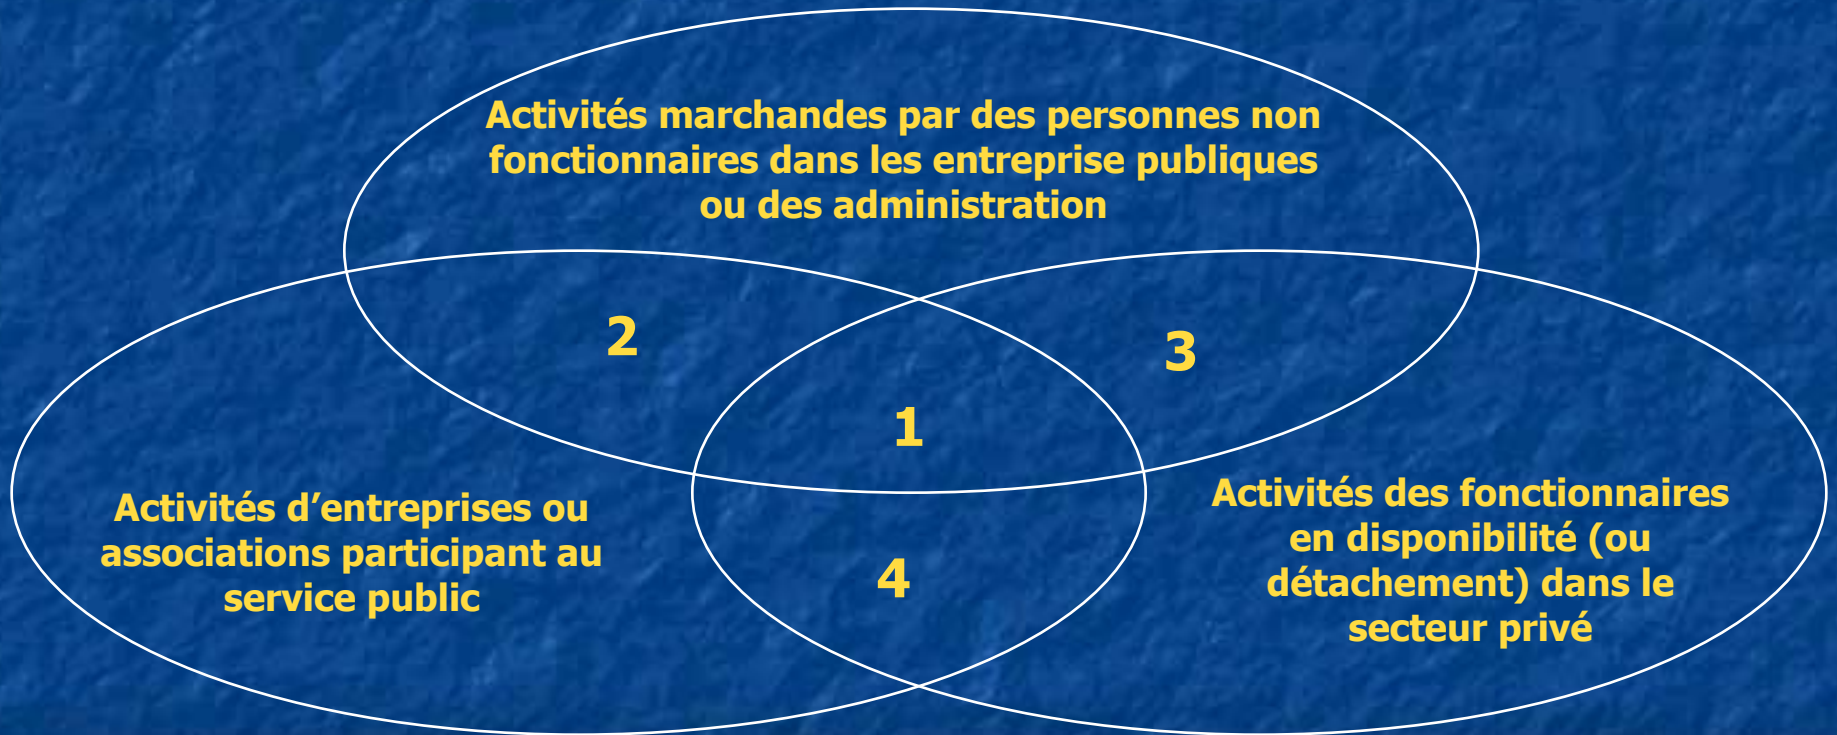 Activités marchandes par des personnes non
fonctionnaires dans les entreprise publiques
ou des administration
2
3
1
Activités d’entreprises ou
associations participant au
service public
4
Activités des fonctionnaires
en disponibilité (ou
détachement) dans le
secteur privé